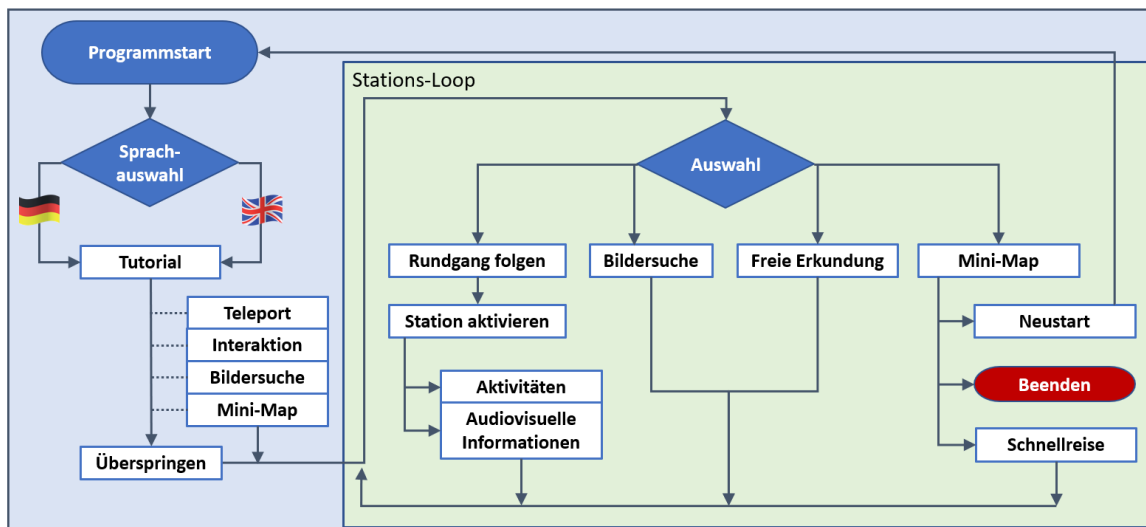 Programmstart
Sprach-
auswahl
Tutorial
Teleport
Interaktion
Bildersuche
Mini-Map
Überspringen
Stations-Loop
Auswahl
Rundgang folgen
Bildersuche
Freie Erkundung
Mini-Map
Station aktivieren
Neustart
Aktivitäten
Beenden
Audiovisuelle
Informationen
Schnellreise